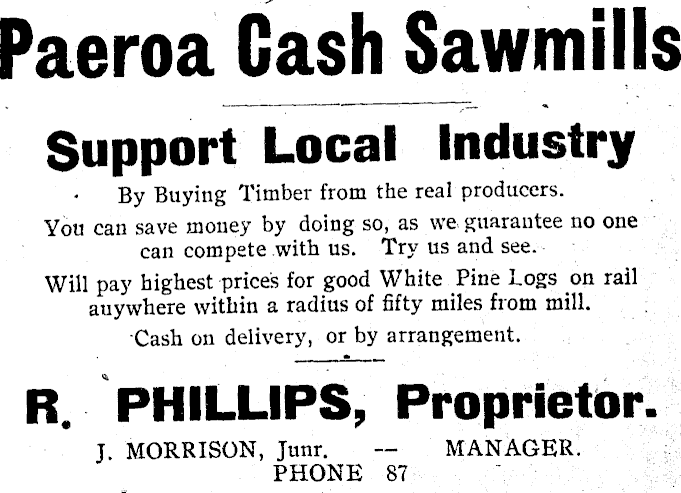 Paeroa Cash Sawmills
Support Local Industry
By Buying Timber from the real producers.
You can save money by doing so, as we guarantee no one
can compete with us. Try us and see.
Will pay highest prices for good White Pine Logs on rail
anywhere within a radius of fifty miles from mill.
Cash on delivery, or by arrangement.
R. PHILLIPS, Proprietor.
J. MORRISON, Junr. -- MANAGER.
PHONE 87